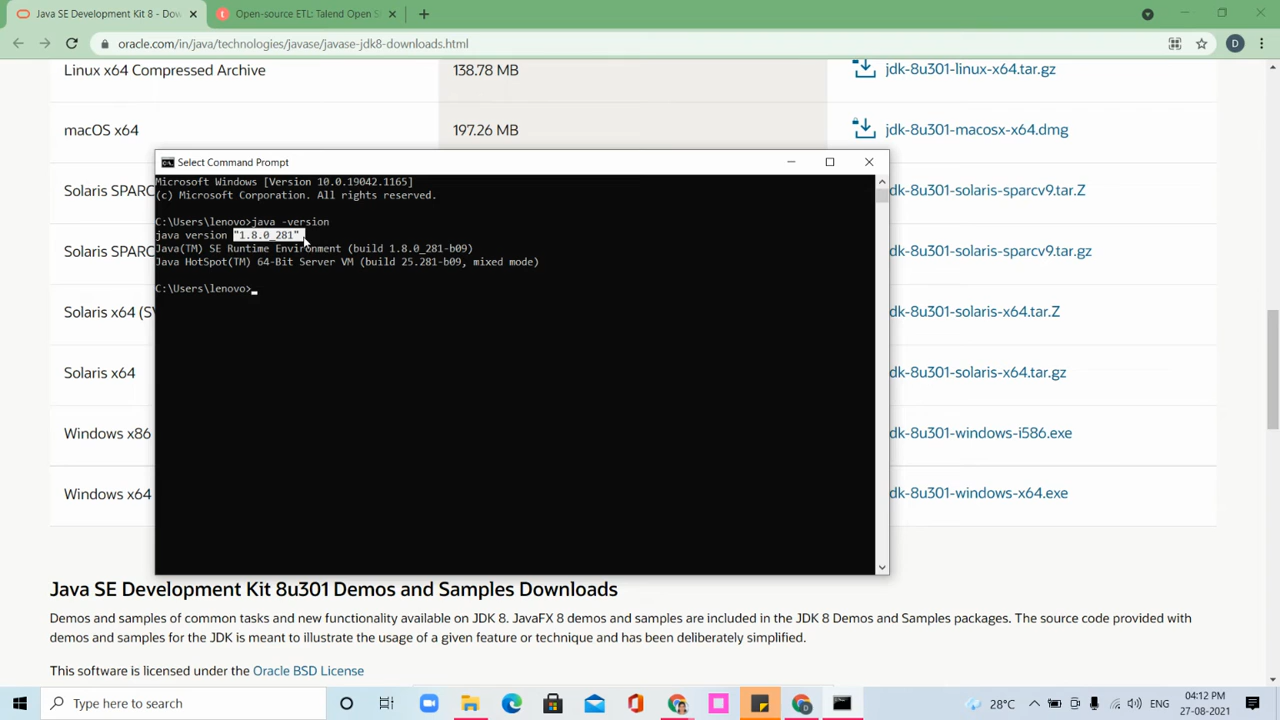 Java SE Development Kit 8 - Dow
Open-source ETL: Talend Open S
oracle.com/in/java/technologies/javase/javase-jdk8-downloads.html
D
Linux x64 Compressed Archive 138.78 MB jdk-8u301-linux-x64.tar.gz
macOS x64 197.26 MB jdk-8u301-macosx-x64.dmg
Select Command Prompt
Microsoft Windows [Version 10.0.19042.1165]
(c) Microsoft Corporation. All rights reserved.
C:\Users\lenovo>java -version
java version "1.8.0_281"
Java(TM) SE Runtime Environment (build 1.8.0_281-b09)
Java HotSpot(TM) 64-Bit Server VM (build 25.281-b09, mixed mode)
C:\Users\lenovo>
Solaris SPARC dk-8u301-solaris-sparcv9.tar.Z
Solaris SPARC dk-8u301-solaris-sparcv9.tar.gz
Solaris x64 (S dk-8u301-solaris-x64.tar.Z
Solaris x64 dk-8u301-solaris-x64.tar.gz
Windows x86 dk-8u301-windows-i586.exe
Windows x64 dk-8u301-windows-x64.exe
Java SE Development Kit 8u301 Demos and Samples Downloads
Demos and samples of common tasks and new functionality available on JDK 8. JavaFX 8 demos and samples are included in the JDK 8 Demos and Samples packages. The source code provided with
demos and samples for the JDK is meant to illustrate the usage of a given feature or technique and has been deliberately simplified.
This software is licensed under the Oracle BSD License
Type here to search
28°C
ENG
04:12 PM
27-08-2021